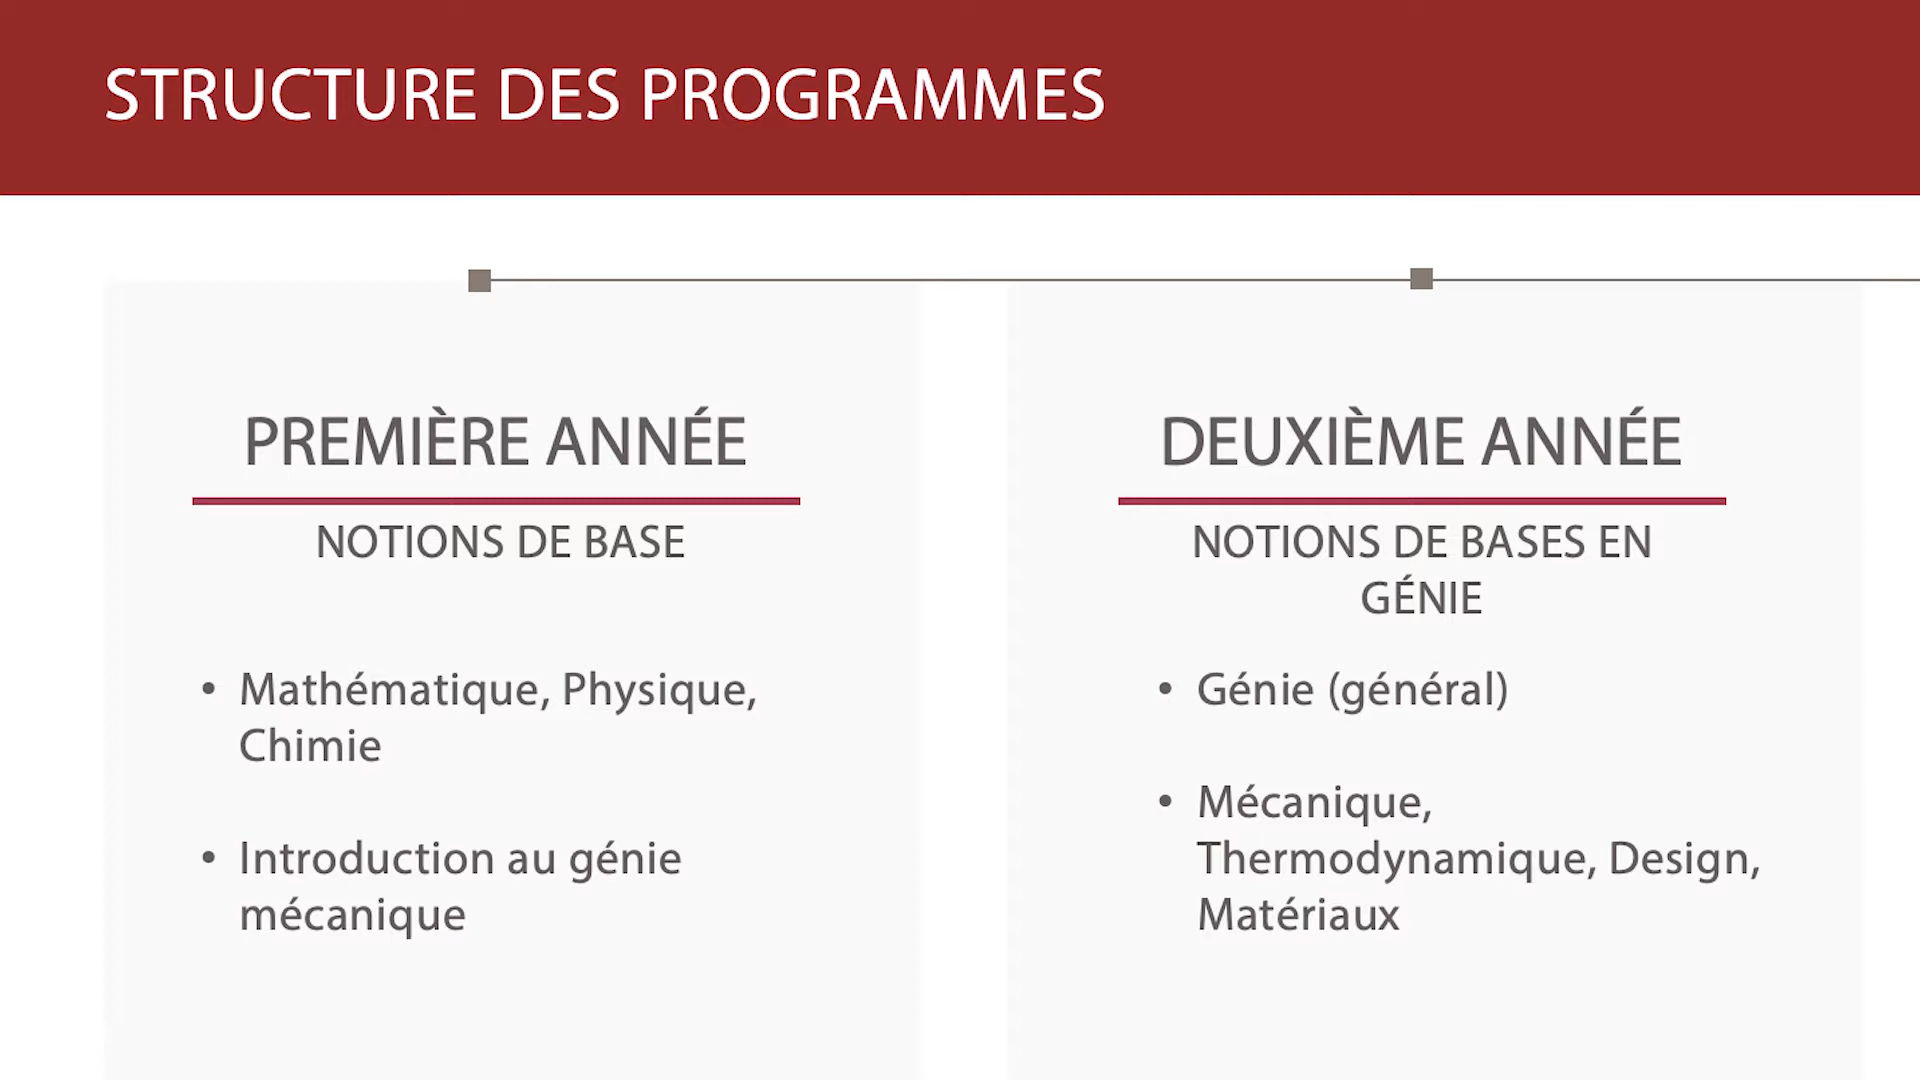 STRUCTURE DES PROGRAMMES
PREMIÈRE ANNÉE
NOTIONS DE BASE
• Mathématique, Physique,
Chimie
• Introduction au génie
mécanique
DEUXIÈME ANNÉE
NOTIONS DE BASES EN
GÉNIE
• Génie (général)
• Mécanique,
Thermodynamique, Design,
Matériaux